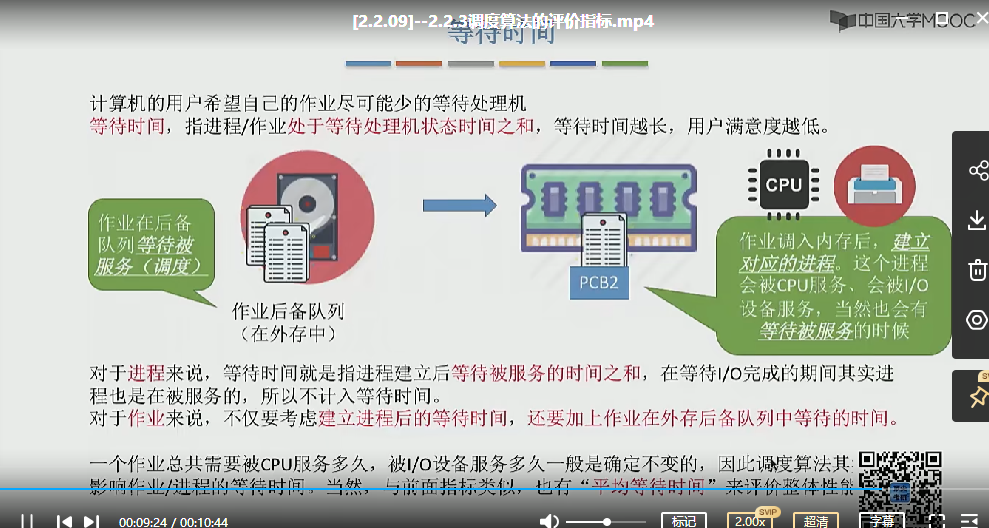 [2.2.09]--2.2.3调度算法的评价指标.mp4
中国大学MOOC
等待时间
计算机的用户希望自己的作业尽可能少的等待处理机
等待时间，指进程/作业处于等待处理机状态时间之和，等待时间越长，用户满意度越低。
作业在后备
队列等待被
服务（调度）
作业后备队列
（在外存中）
PCB2
CPU
作业调入内存后，建立
对应的进程。这个进程
会被CPU服务、会被I/O
设备服务，当然也会有
等待被服务的时候
对于进程来说，等待时间就是指进程建立后等待被服务的时间之和，在等待I/O完成的期间其实进
程也是在被服务的，所以不计入等待时间。
对于作业来说，不仅要考虑建立进程后的等待时间，还要加上作业在外存后备队列中等待的时间。
一个作业总共需要被CPU服务多久，被I/O设备服务多久一般是确定不变的，因此调度算法其
影响作业/进程的等待时间。当然，与前面指标类似，也有“平均等待时间”来评价整体性能
00:09:24 / 00:10:44
标记
2.00x
SVIP
超清
字幕